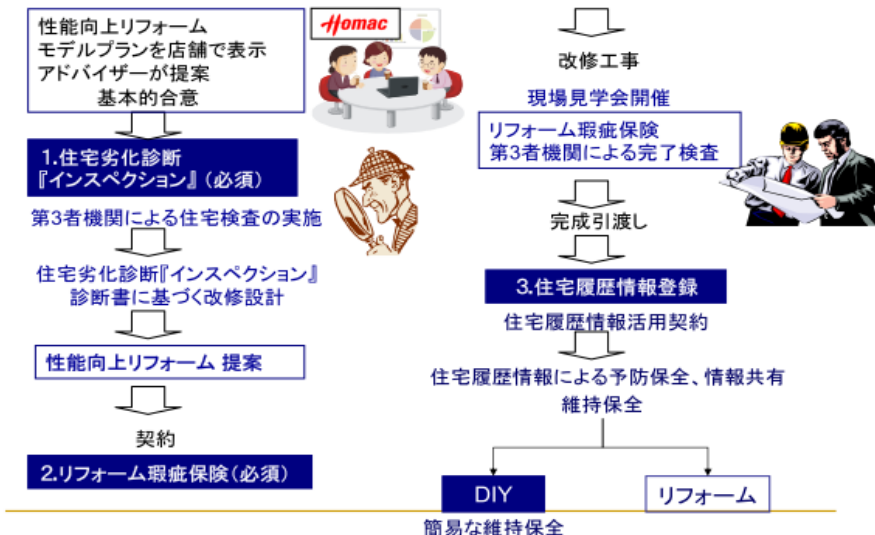 性能向上リフォーム
モデルプランを店舗で表示
アドバイザーが提案
基本的合意
Homac
1.住宅劣化診断
『インスペクション』(必須)
第3者機関による住宅検査の実施
住宅劣化診断『インスペクション』
診断書に基づく改修設計
性能向上リフォーム 提案
契約
2.リフォーム瑕疵保険(必須)
改修工事
現場見学会開催
リフォーム瑕疵保険
第3者機関による完了検査
完成引渡し
3.住宅履歴情報登録
住宅履歴情報活用契約
住宅履歴情報による予防保全、情報共有
維持保全
DIY
リフォーム
簡易な維持保全